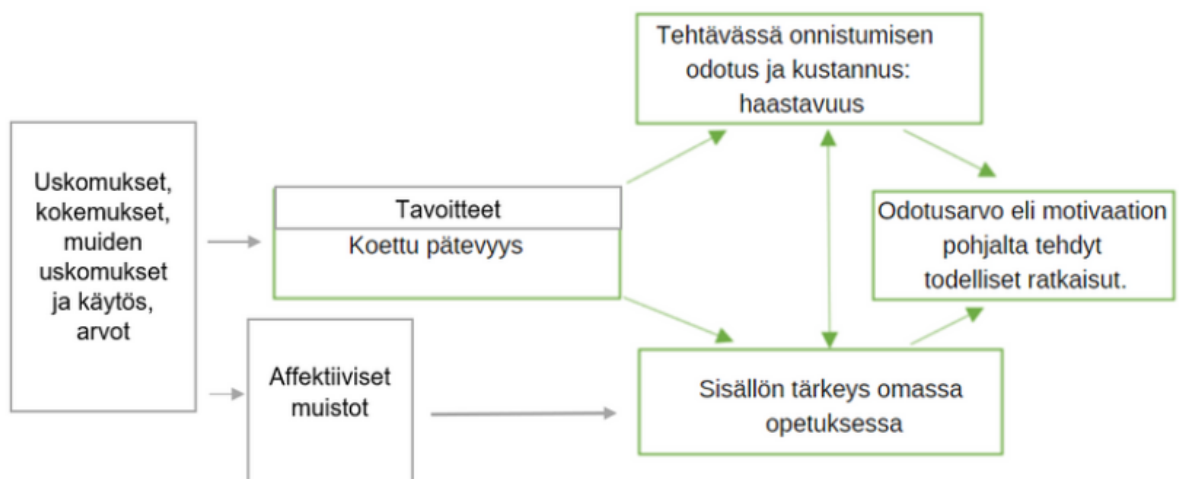 Tehtävässä onnistumisen
odotus ja kustannus:
haastavuus
Uskomukset,
kokemukset,
muiden
uskomukset
ja käytös,
arvot
Tavoitteet
Koettu pätevyys
Odotusarvo eli motivaation
pohjalta tehdyt
todelliset ratkaisut.
Affektiiviset
muistot
Sisällön tärkeys omassa
opetuksessa